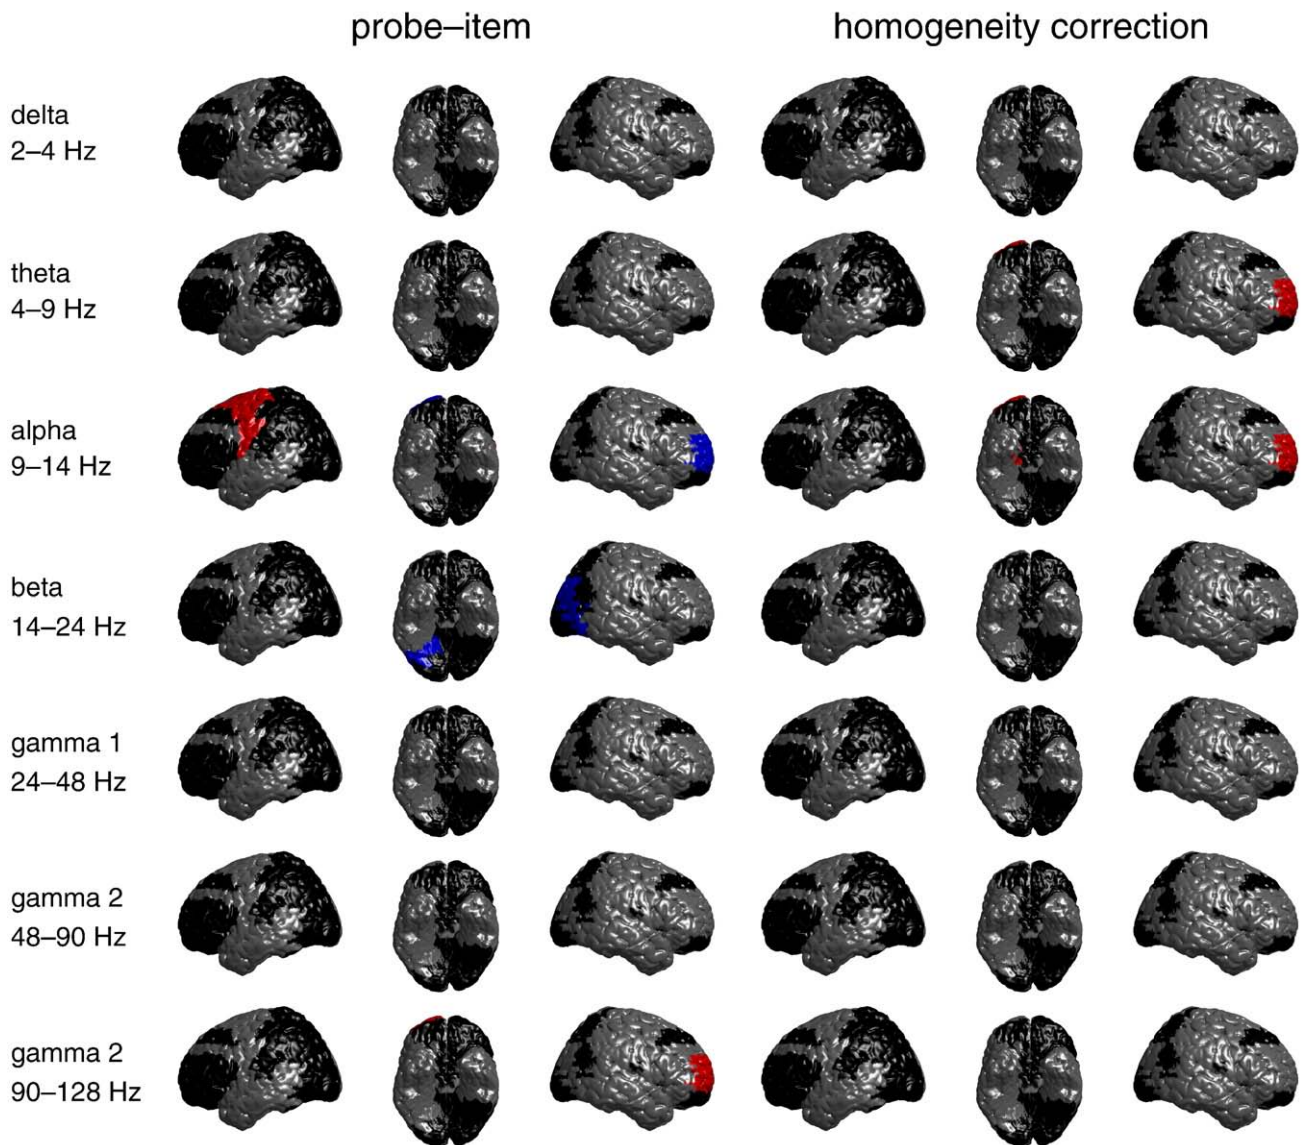 probe–item
homogeneity correction
delta
2–4 Hz
theta
4–9 Hz
alpha
9–14 Hz
beta
14–24 Hz
gamma 1
24–48 Hz
gamma 2
48–90 Hz
gamma 2
90–128 Hz